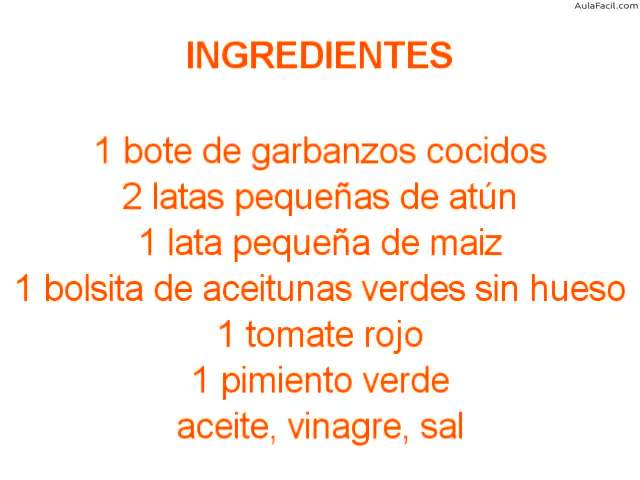 AulaFacil.com
INGREDIENTES
1 bote de garbanzos cocidos
2 latas pequeñas de atún
1 lata pequeña de maiz
1 bolsita de aceitunas verdes sin hueso
1 tomate rojo
1 pimiento verde
aceite, vinagre, sal